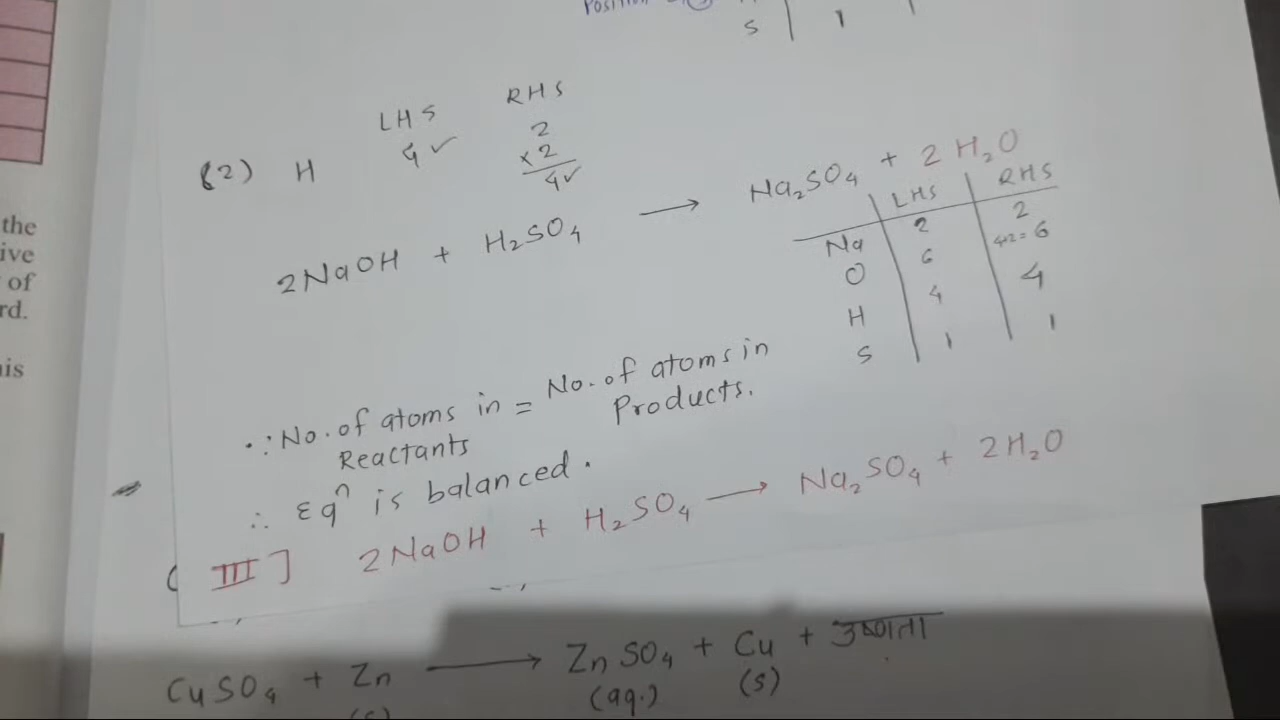 Position
S | 1
the
ive
of
rd.
is
LHS RHS
(2) H 4 ✓ 2
×2
4✓
2NaOH + H₂SO₄ → Na₂SO₄ + 2H₂O
LHS RHS
Na 2 2
O 6 4+2=6
H 4 4
S 1 1
∵ No. of atoms in = No. of atoms in
Reactants Products.
∴ Eqⁿ is balanced.
III] 2NaOH + H₂SO₄ → Na₂SO₄ + 2H₂O
CuSO₄ + Zn → ZnSO₄ + Cu + उष्णता
(s) (aq.) (s)